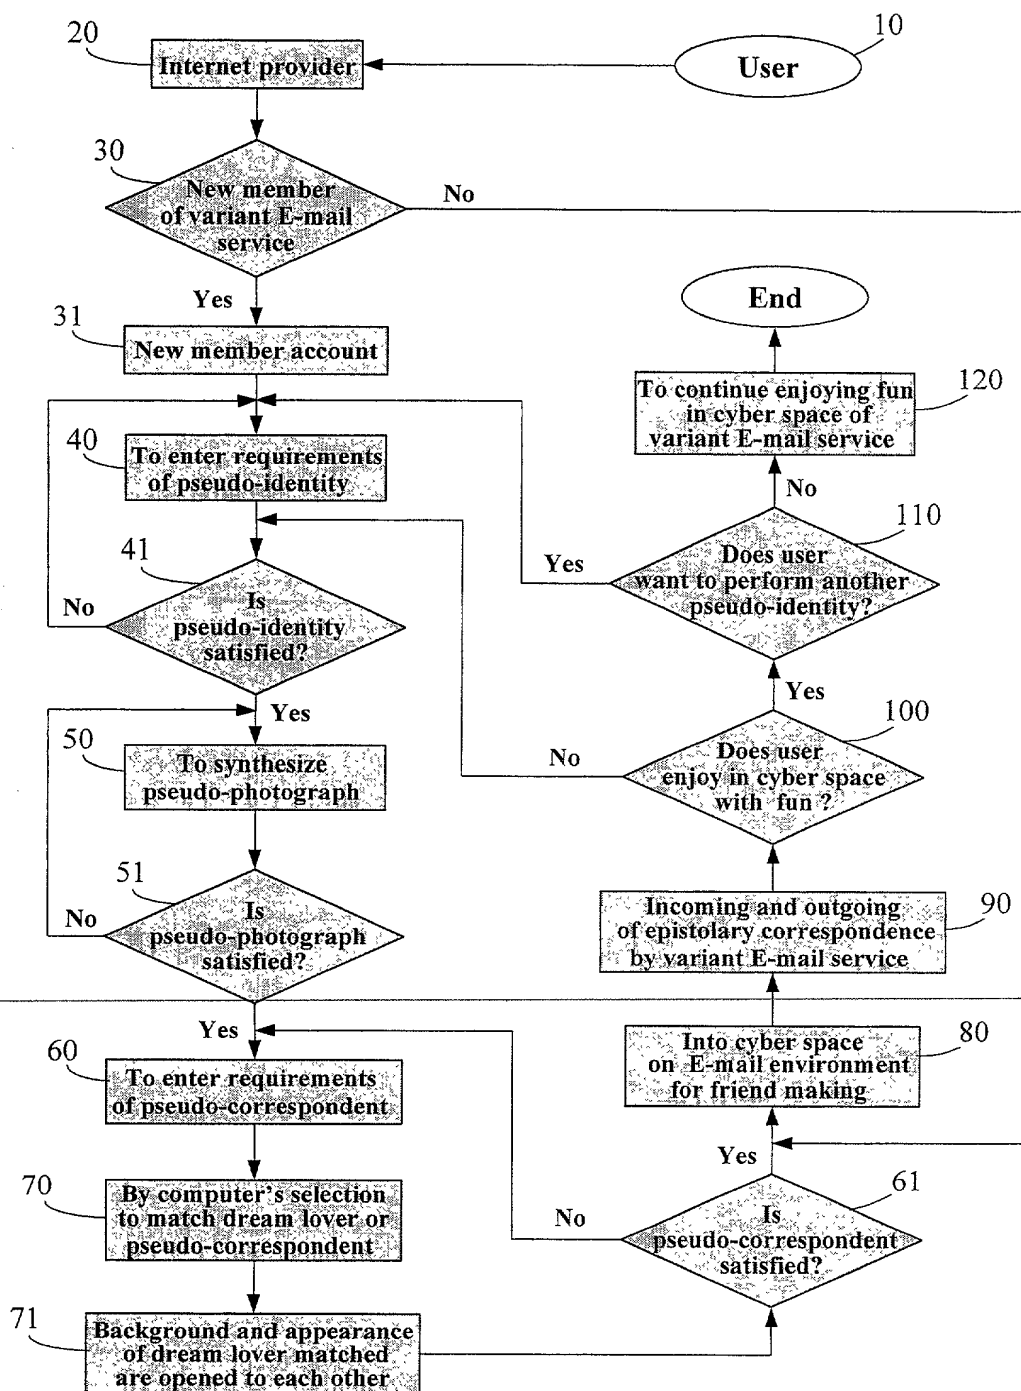 10
User
20
Internet provider
30
New member
of variant E-mail
service
No
Yes
31
New member account
40
To enter requirements
of pseudo-identity
41
Is
pseudo-identity
satisfied?
No
Yes
50
To synthesize
pseudo-photograph
51
Is
pseudo-photograph
satisfied?
No
Yes
60
To enter requirements
of pseudo-correspondent
70
By computer's selection
to match dream lover or
pseudo-correspondent
71
Background and appearance
of dream lover matched
are opened to each other
61
Is
pseudo-correspondent
satisfied?
No
Yes
80
Into cyber space
on E-mail environment
for friend making
90
Incoming and outgoing
of epistolary correspondence
by variant E-mail service
100
Does user
enjoy in cyber space
with fun ?
No
Yes
110
Does user
want to perform another
pseudo-identity?
Yes
No
120
To continue enjoying fun
in cyber space of
variant E-mail service
End